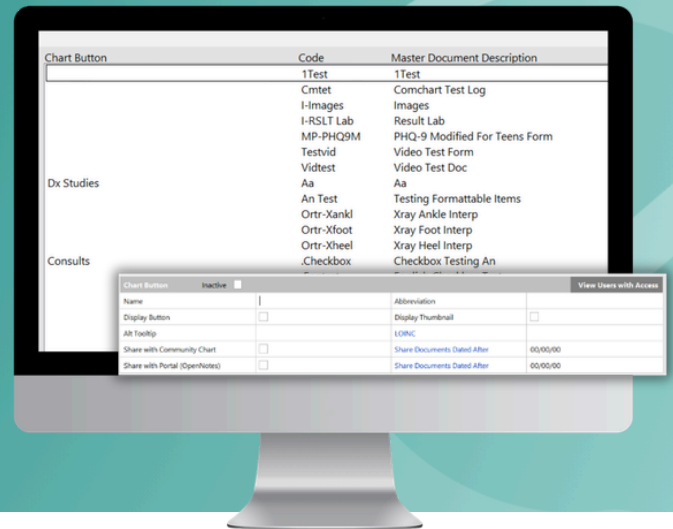 Chart Button Code Master Document Description
1Test 1Test
Cmtet Comchart Test Log
I-Images Images
I-RSLT Lab Result Lab
MP-PHQ9M PHQ-9 Modified For Teens Form
Testvid Video Test Form
Vidtest Video Test Doc
Dx Studies Aa Aa
An Test Testing Formattable Items
Ortr-Xankl Xray Ankle Interp
Ortr-Xfoot Xray Foot Interp
Ortr-Xheel Xray Heel Interp
Consults .Checkbox Checkbox Testing An
Chart Button Inactive View Users with Access
Name Abbreviation
Display Button Display Thumbnail
Alt Tooltip LOINC
Share with Community Chart Share Documents Dated After 00/00/00
Share with Portal (OpenNotes) Share Documents Dated After 00/00/00